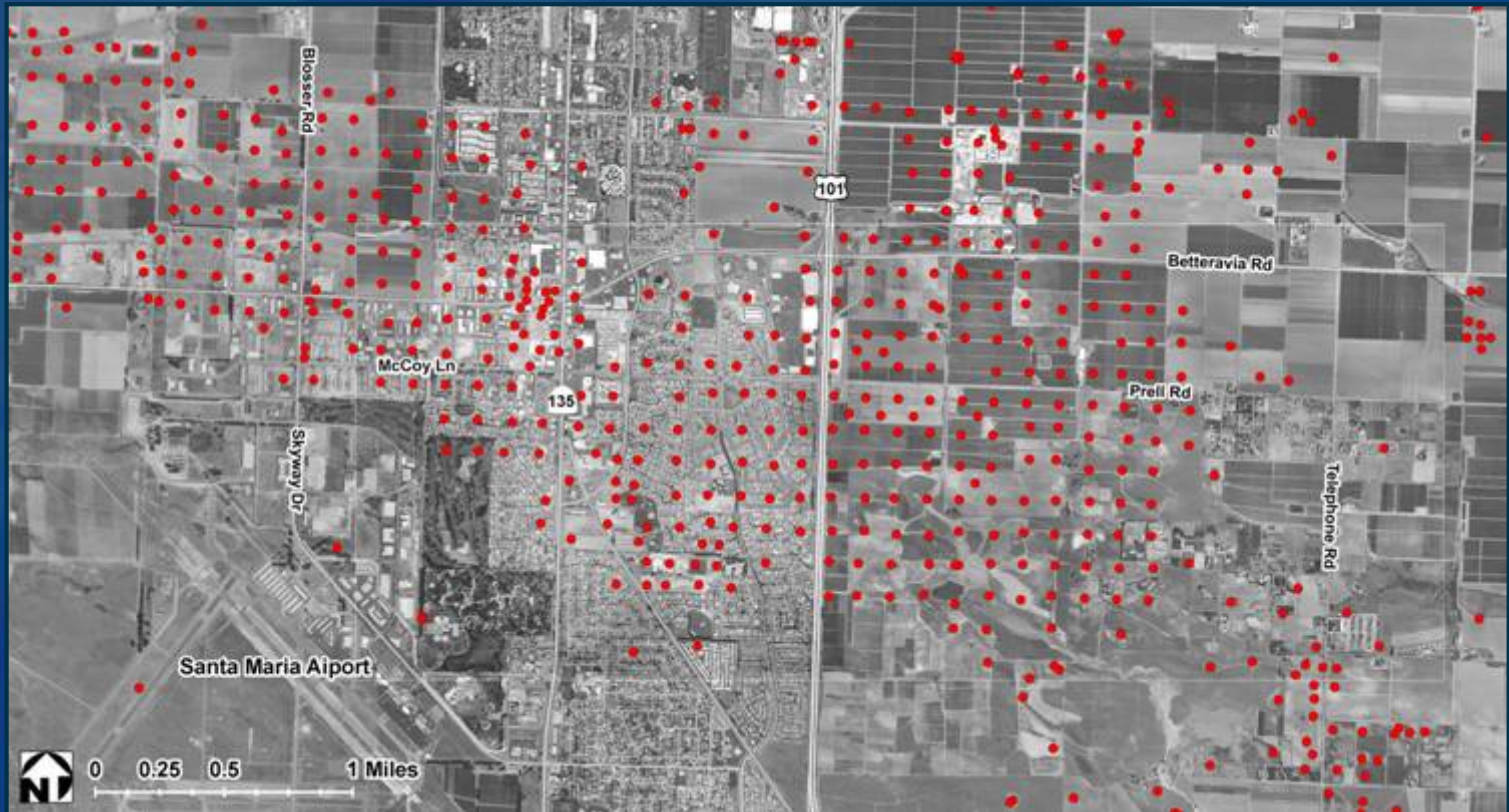 Blosser Rd
101
Betteravia Rd
McCoy Ln
Prell Rd
135
Skyway Dr
Telephone Rd
Santa Maria Aiport
N
0 0.25 0.5 1 Miles